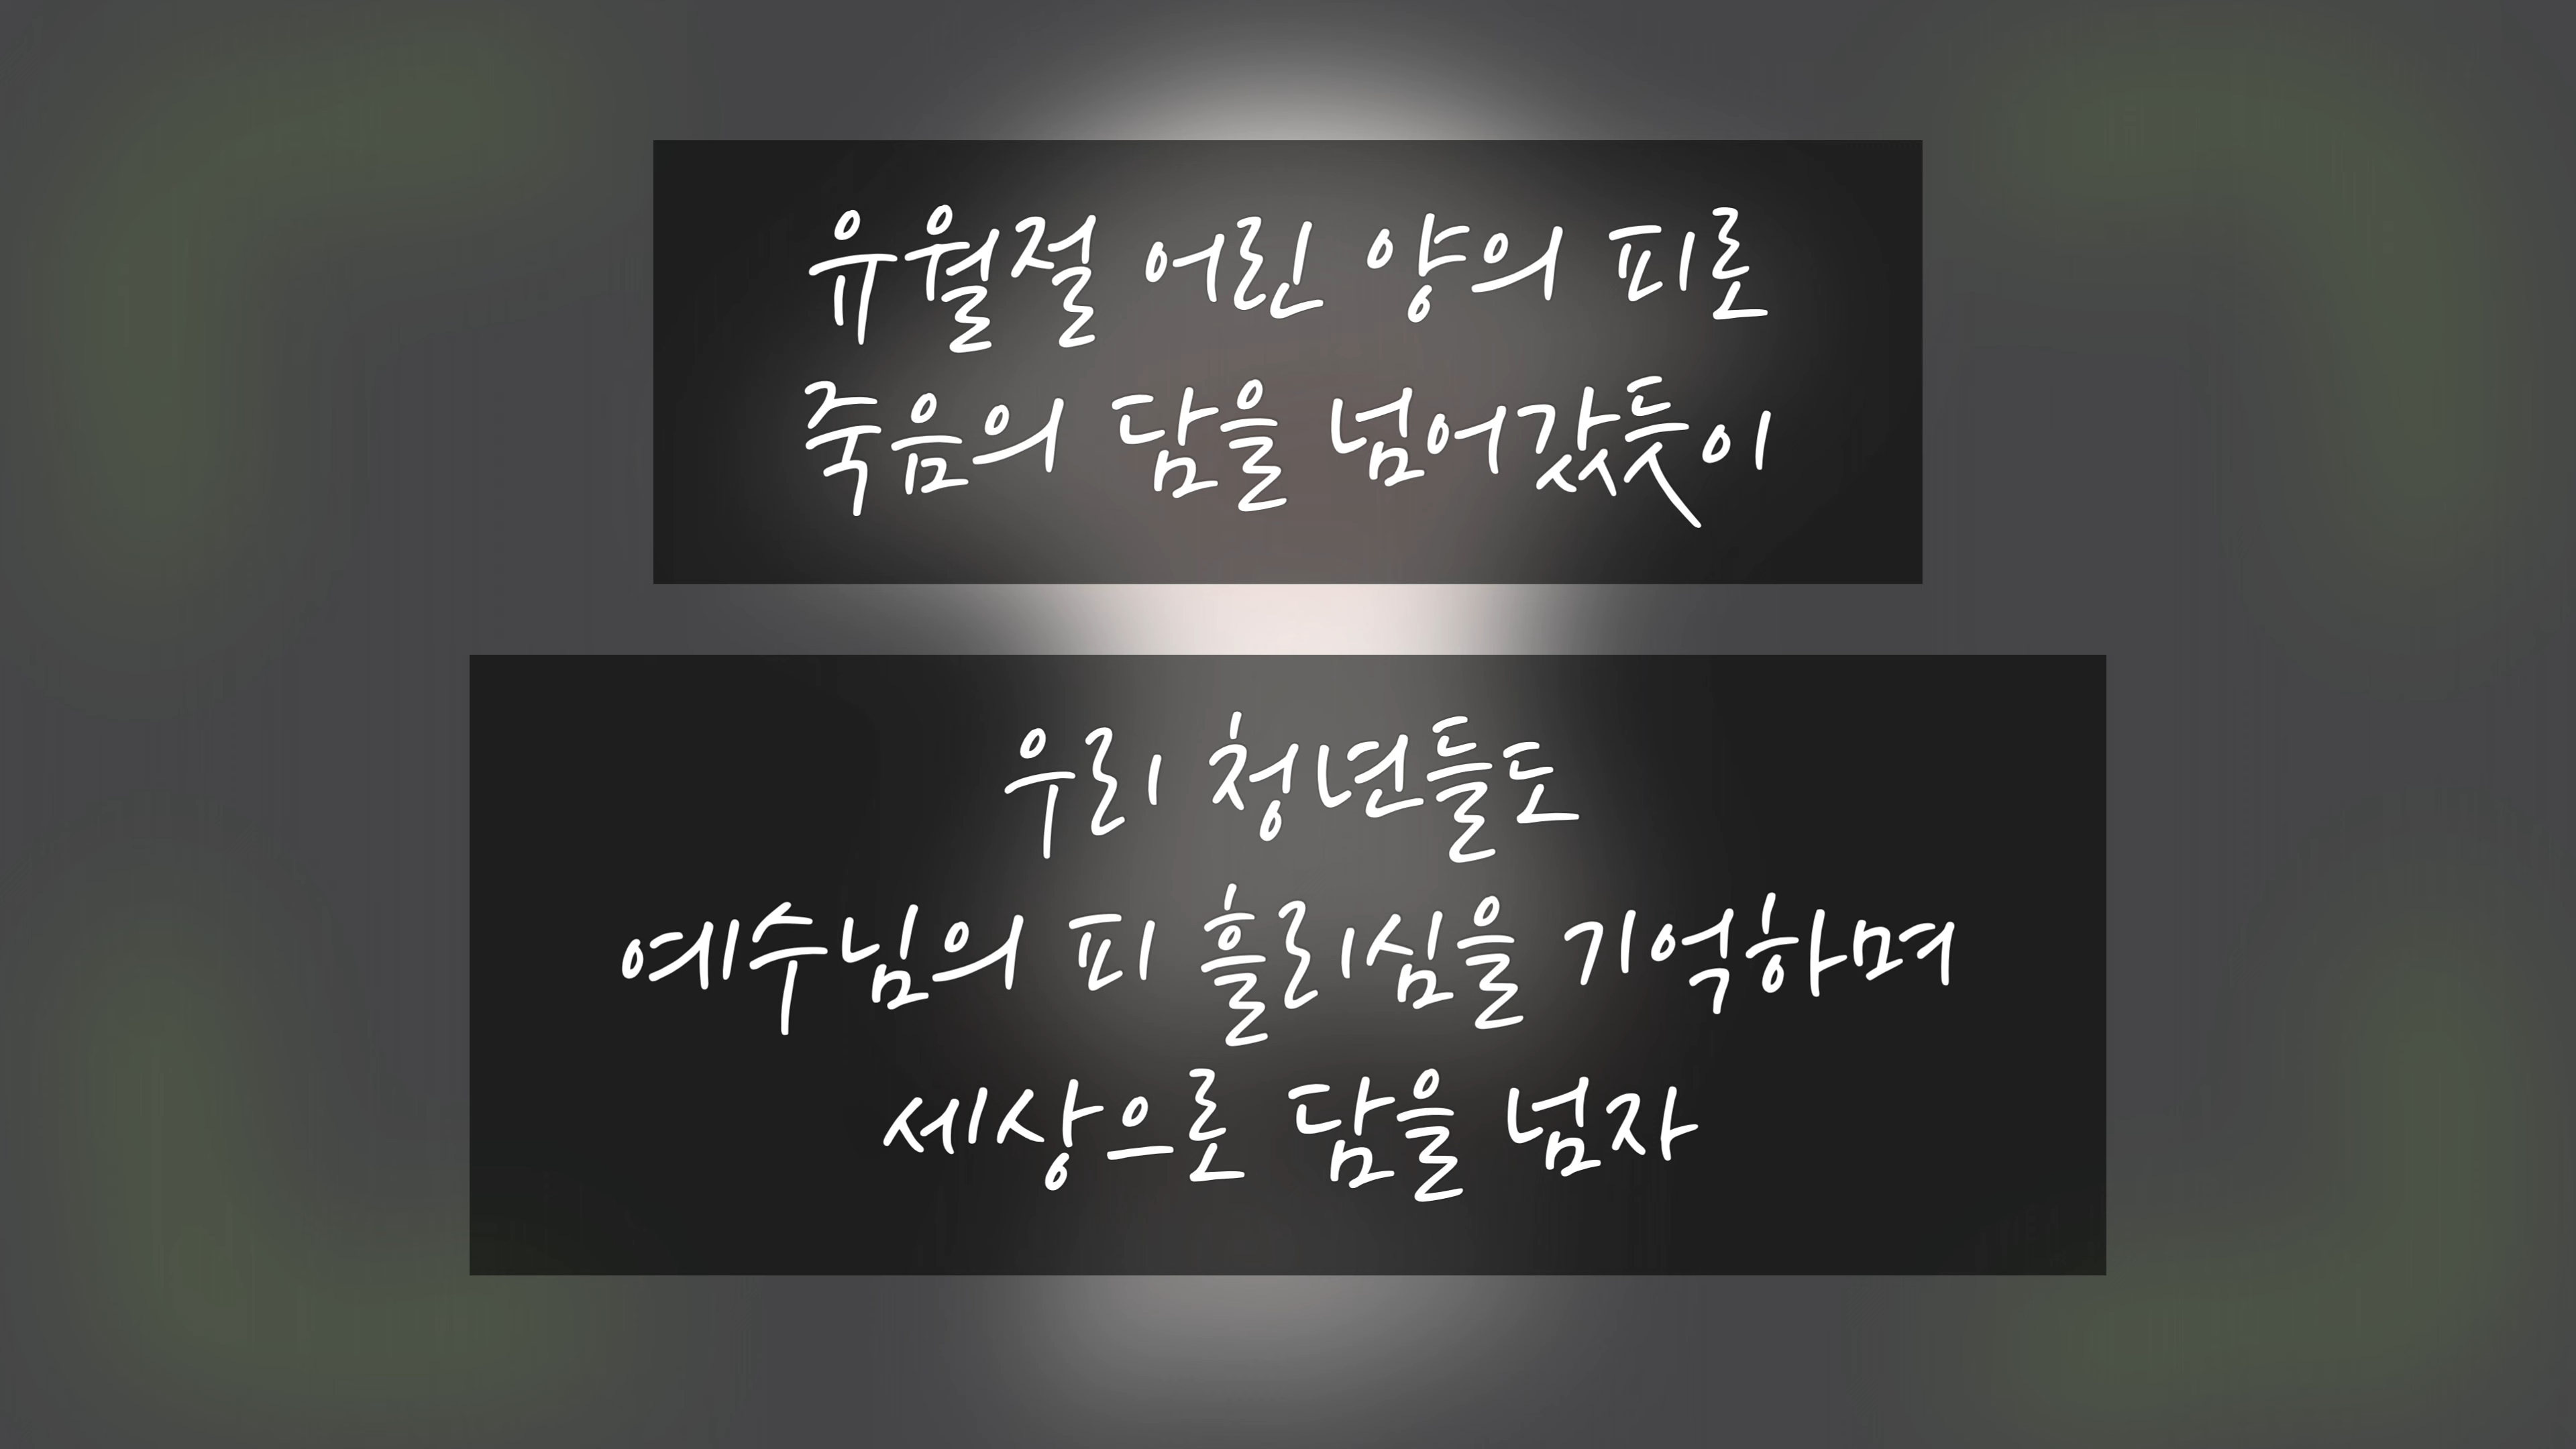 유월절 어린 양의 피로
죽음의 담을 넘어갔듯이
우리 청년들도
예수님의 피 흘리심을 기억하며
세상으로 담을 넘자